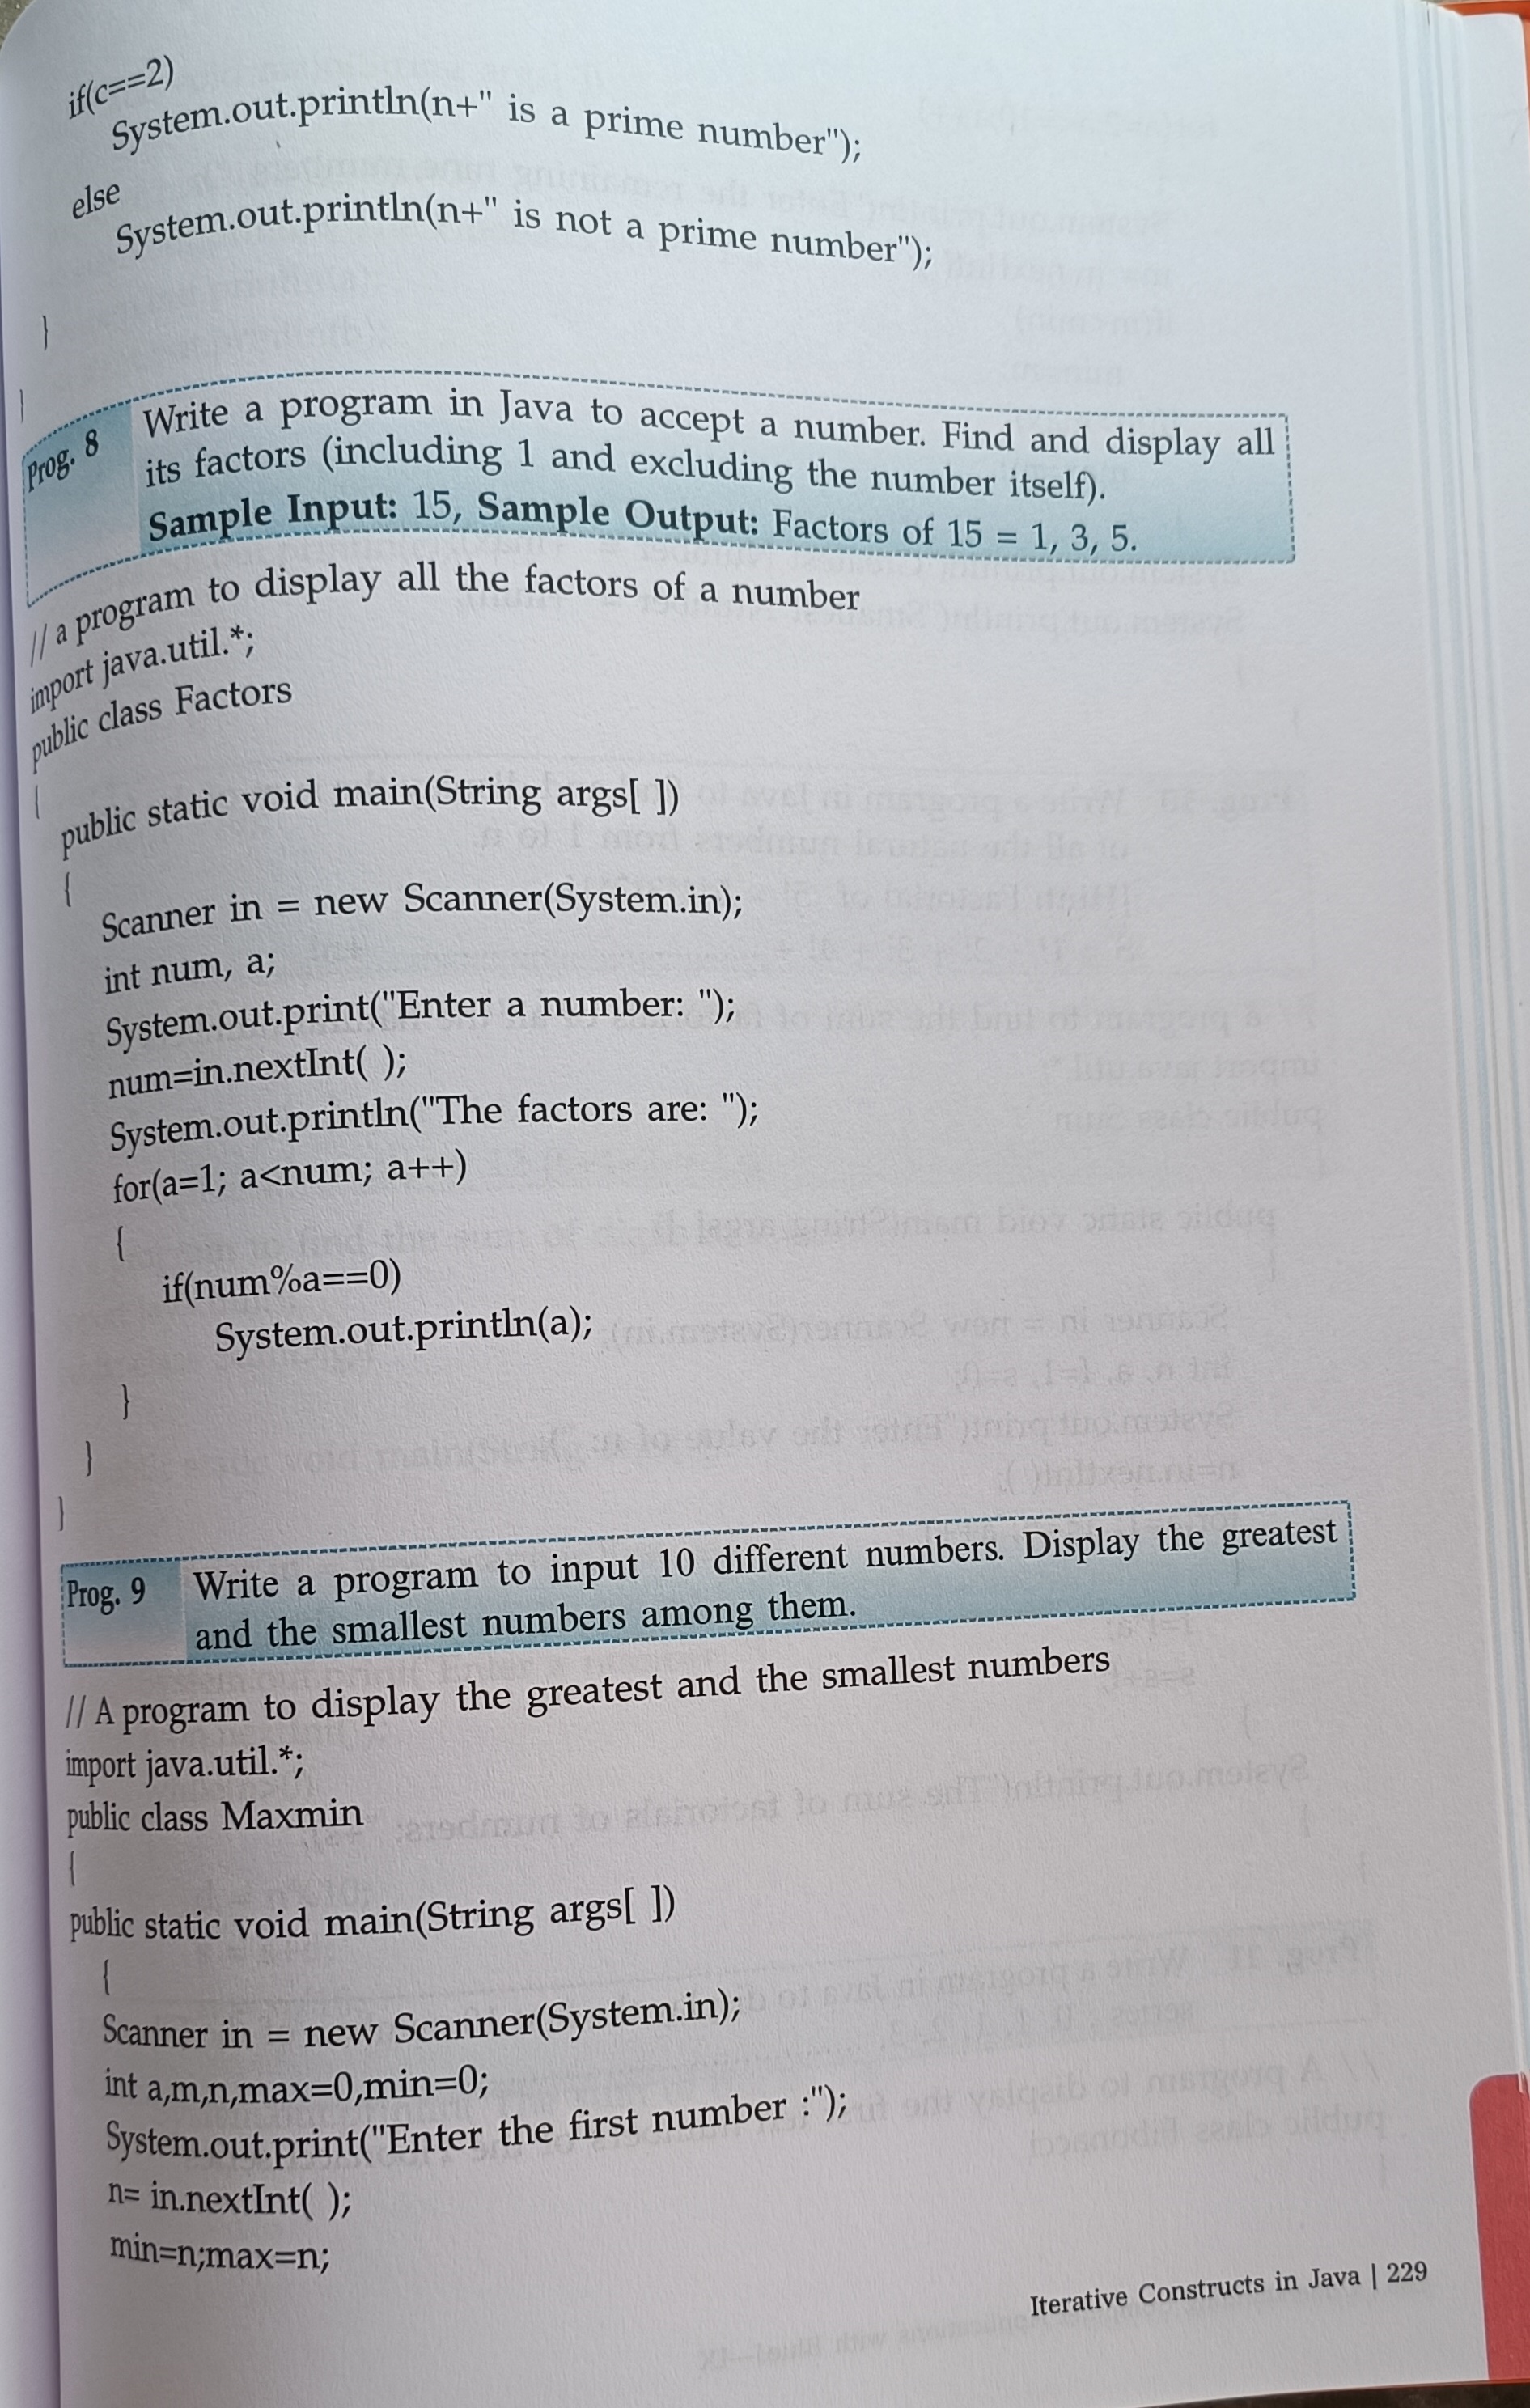 if(c==2)
System.out.println(n+" is a prime number");
else
System.out.println(n+" is not a prime number");
}
}
Prog. 8 Write a program in Java to accept a number. Find and display all
its factors (including 1 and excluding the number itself).
Sample Input: 15, Sample Output: Factors of 15 = 1, 3, 5.
// a program to display all the factors of a number
import java.util.*;
public class Factors
{
public static void main(String args[ ])
{
Scanner in = new Scanner(System.in);
int num, a;
System.out.print("Enter a number: ");
num=in.nextInt( );
System.out.println("The factors are: ");
for(a=1; a<num; a++)
{
if(num%a==0)
System.out.println(a);
}
}
}
Prog. 9 Write a program to input 10 different numbers. Display the greatest
and the smallest numbers among them.
// A program to display the greatest and the smallest numbers
import java.util.*;
public class Maxmin
{
public static void main(String args[ ])
{
Scanner in = new Scanner(System.in);
int a,m,n,max=0,min=0;
System.out.print("Enter the first number :");
n= in.nextInt( );
min=n;max=n;
Iterative Constructs in Java | 229